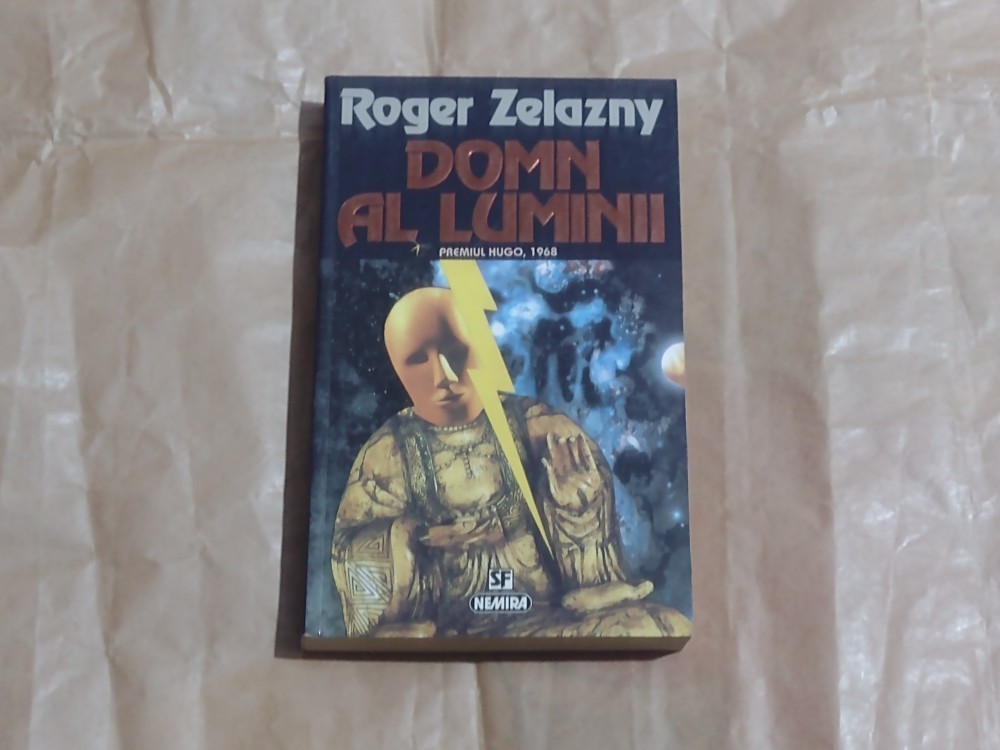 Roger Zelazny
DOMN
AL LUMINII
PREMIUL HUGO, 1968
SF
NEMIRA